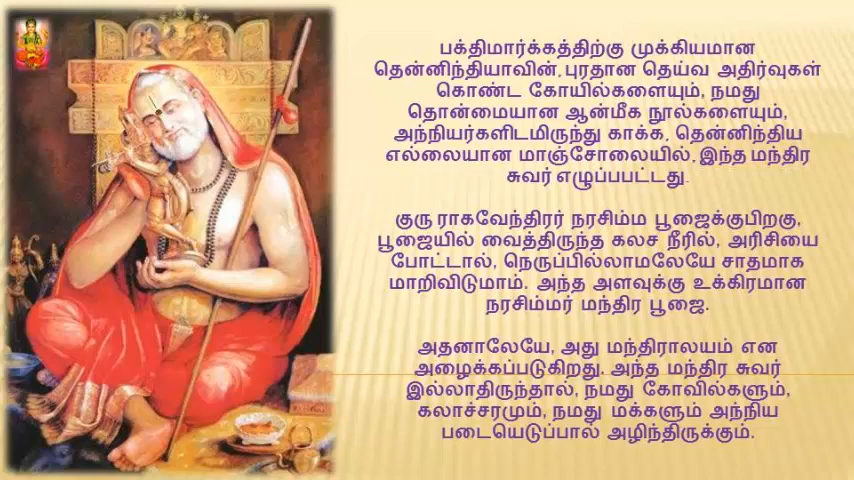 பக்திமார்க்கத்திற்கு முக்கியமான
தென்னிந்தியாவின், புரதான தெய்வ அதிர்வுகள்
கொண்ட கோயில்களையும், நமது
தொன்மையான ஆன்மீக நூல்களையும்,
அந்நியர்களிடமிருந்து காக்க, தென்னிந்திய
எல்லையான மாஞ்சோலையில், இந்த மந்திர
சுவர் எழுப்பபட்டது.
குரு ராகவேந்திரர் நரசிம்ம பூஜைக்குபிறகு,
பூஜையில் வைத்திருந்த கலச நீரில், அரிசியை
போட்டால், நெருப்பில்லாமலேயே சாதமாக
மாறிவிடுமாம். அந்த அளவுக்கு உக்கிரமான
நரசிம்மர் மந்திர பூஜை.
அதனாலேயே, அது மந்திராலயம் என
அழைக்கப்படுகிறது. அந்த மந்திர சுவர்
இல்லாதிருந்தால், நமது கோவில்களும்,
கலாச்சரமும், நமது மக்களும் அந்நிய
படையெடுப்பால் அழிந்திருக்கும்.